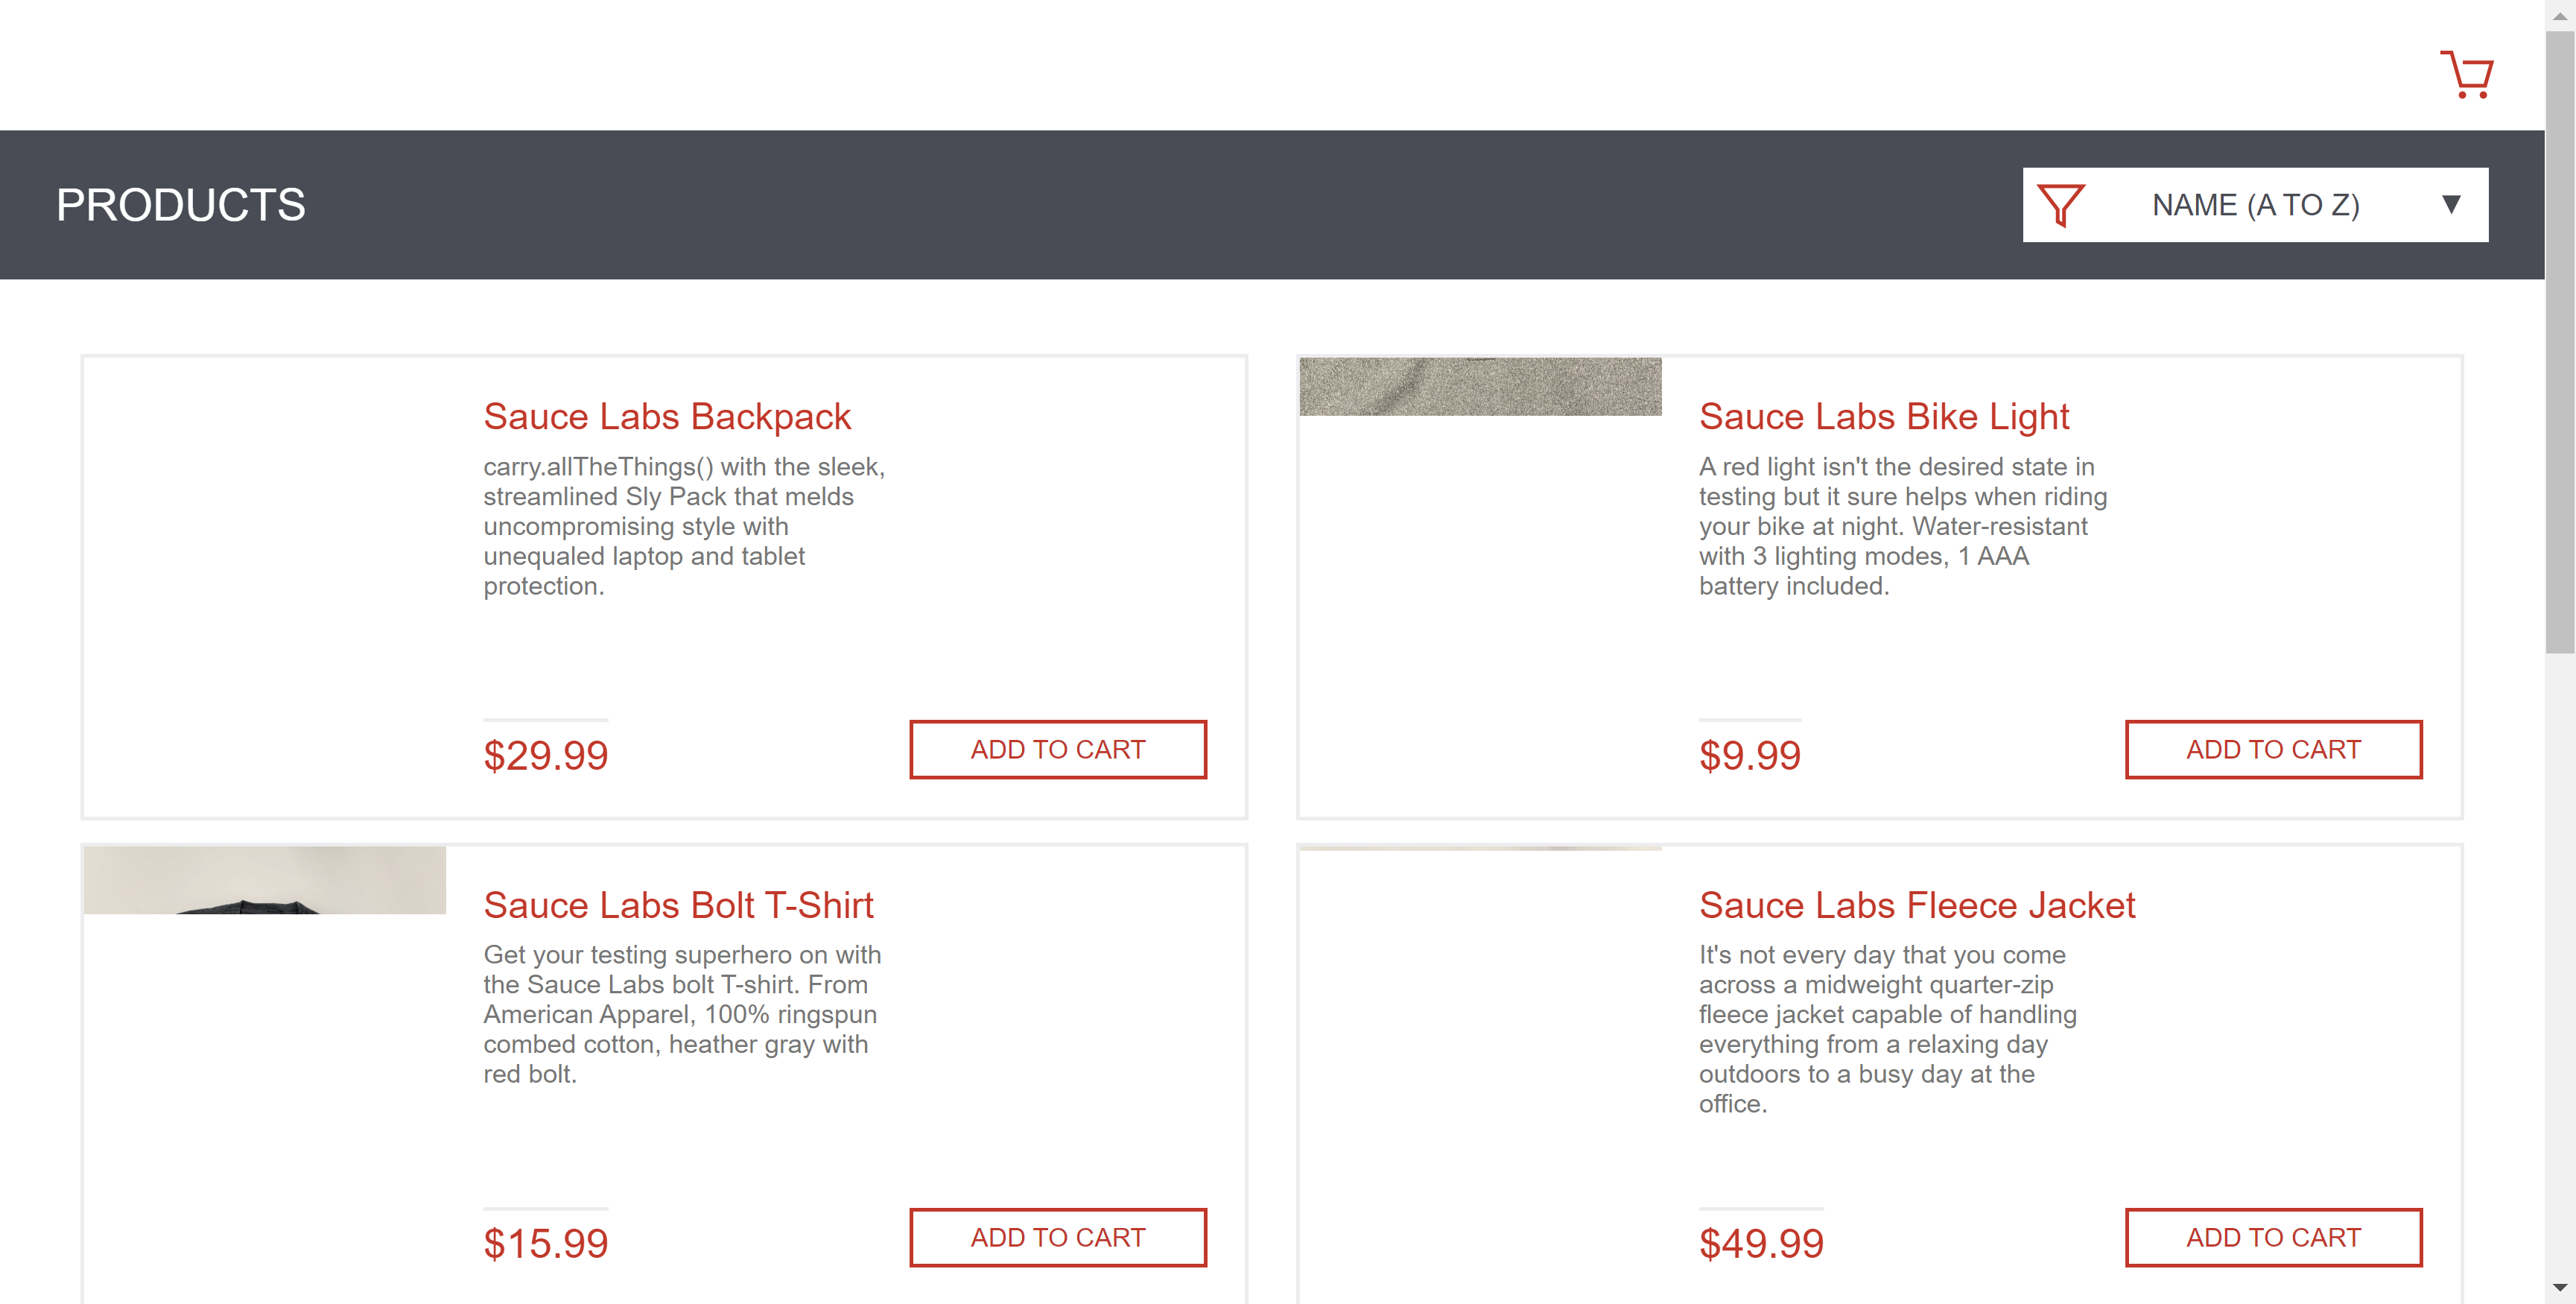 PRODUCTS
NAME (A TO Z)
Sauce Labs Backpack
carry.allTheThings() with the sleek,
streamlined Sly Pack that melds
uncompromising style with
unequaled laptop and tablet
protection.
$29.99
ADD TO CART
Sauce Labs Bike Light
A red light isn't the desired state in
testing but it sure helps when riding
your bike at night. Water-resistant
with 3 lighting modes, 1 AAA
battery included.
$9.99
ADD TO CART
Sauce Labs Bolt T-Shirt
Get your testing superhero on with
the Sauce Labs bolt T-shirt. From
American Apparel, 100% ringspun
combed cotton, heather gray with
red bolt.
$15.99
ADD TO CART
Sauce Labs Fleece Jacket
It's not every day that you come
across a midweight quarter-zip
fleece jacket capable of handling
everything from a relaxing day
outdoors to a busy day at the
office.
$49.99
ADD TO CART